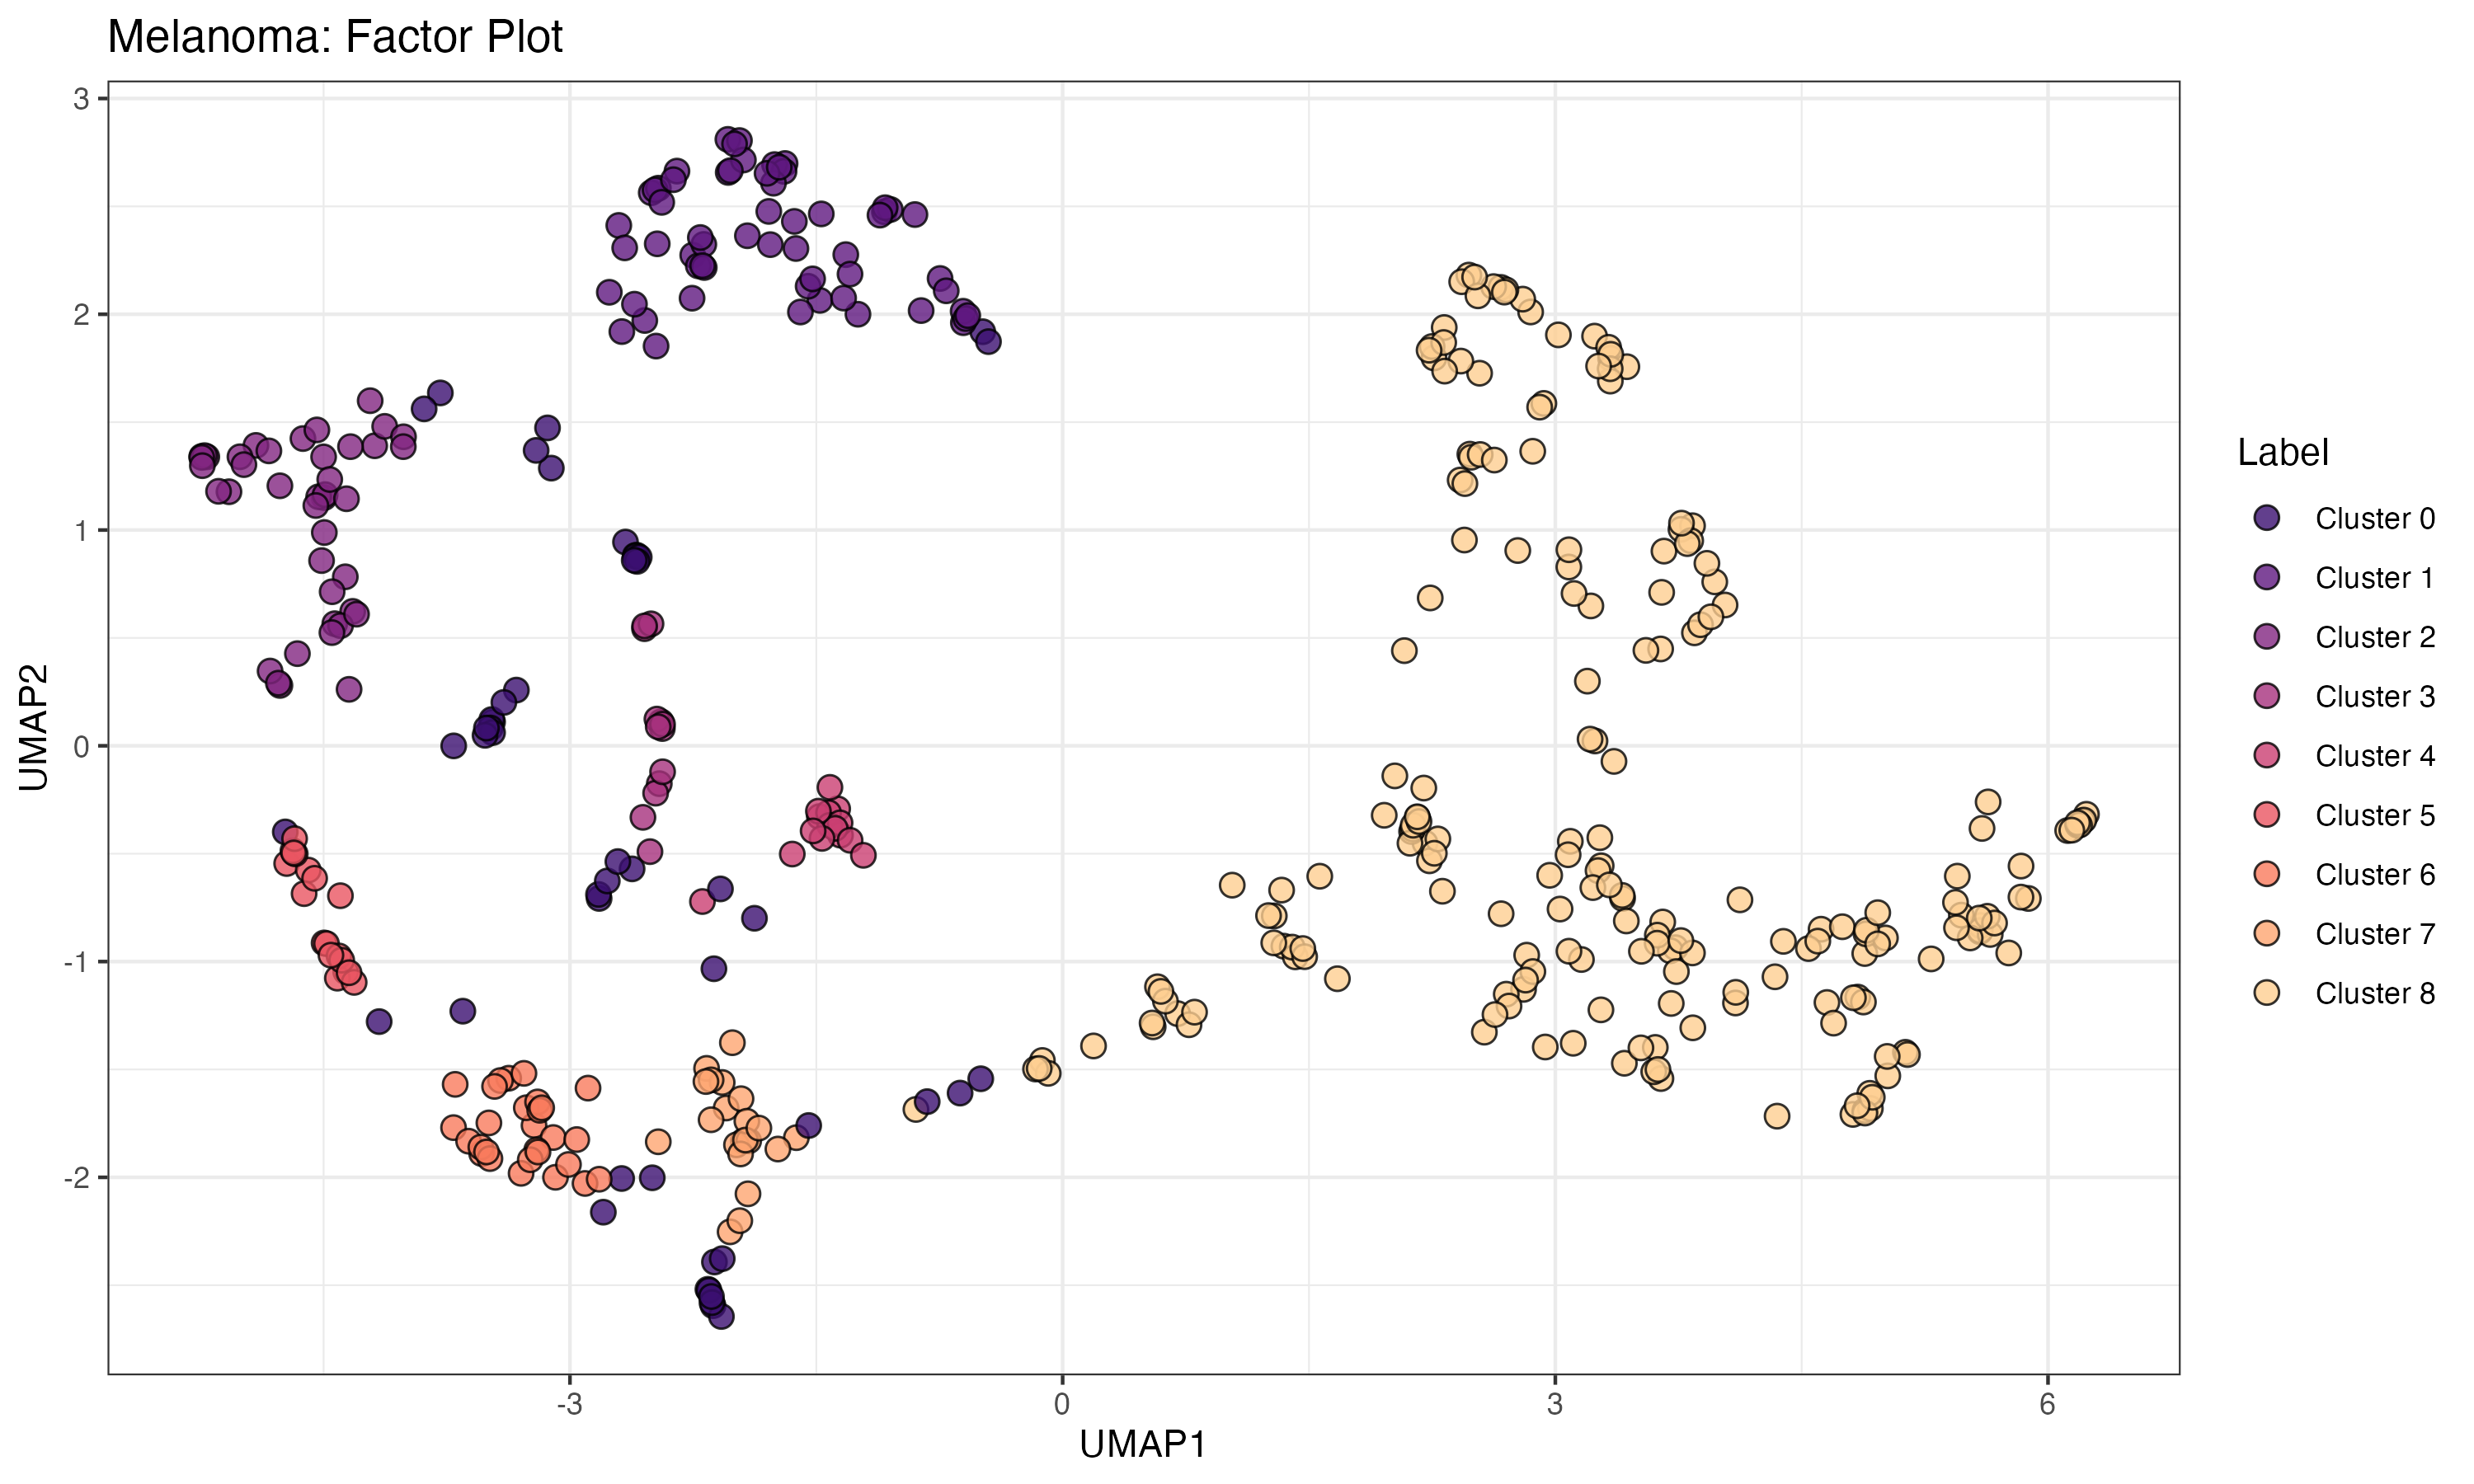 Melanoma: Factor Plot
3
2
1
0
-1
-2
UMAP2
-3
0
3
6
UMAP1
Label
Cluster 0
Cluster 1
Cluster 2
Cluster 3
Cluster 4
Cluster 5
Cluster 6
Cluster 7
Cluster 8